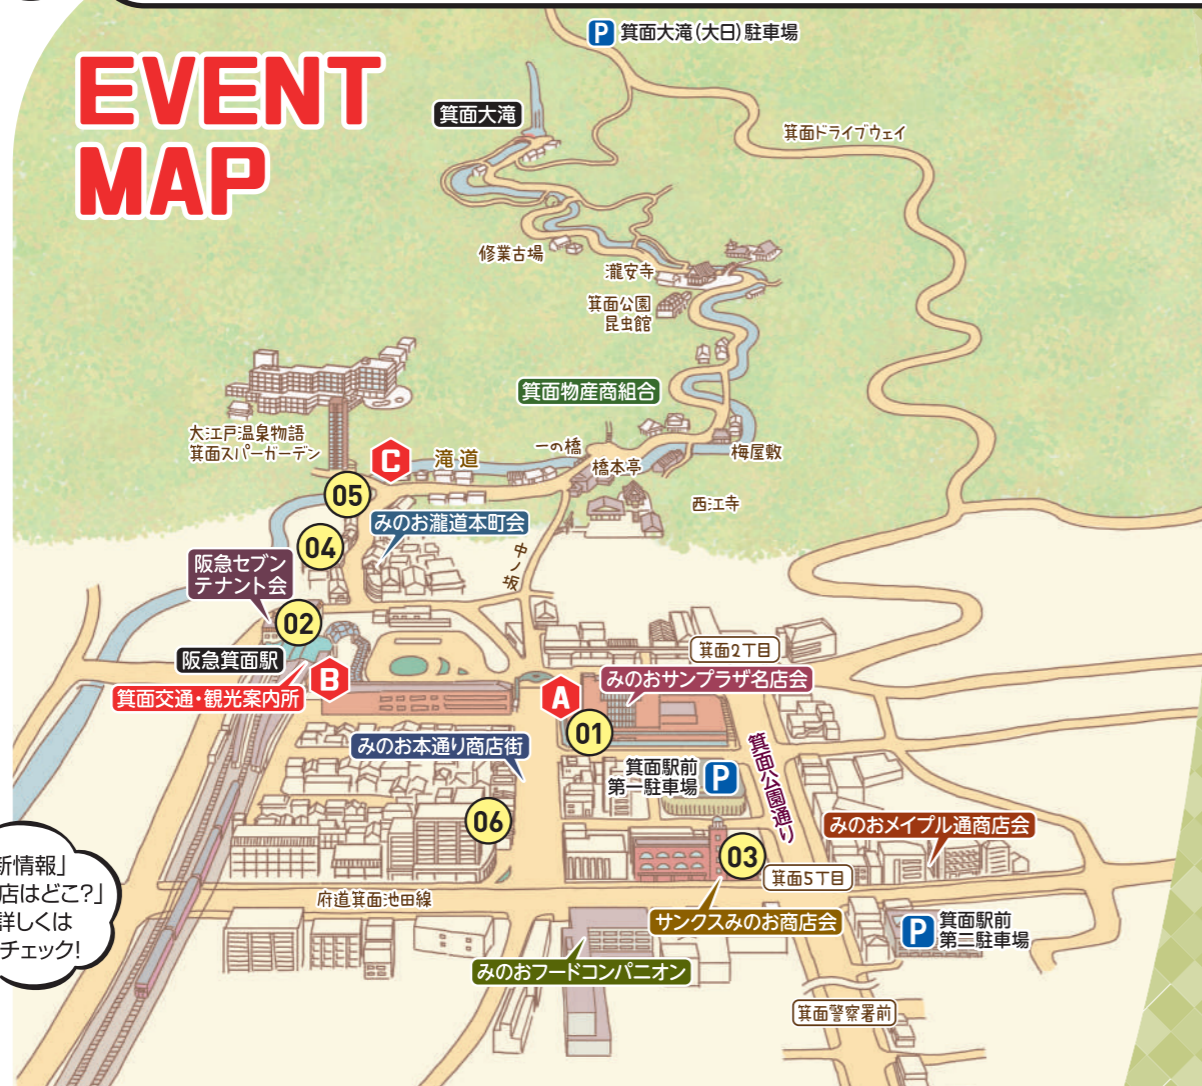 EVENT
MAP
P 箕面大滝(大日)駐車場
箕面大滝
箕面ドライブウェイ
修業古場
瀧安寺
箕面公園
昆虫館
箕面物産商組合
大江戸温泉物語
箕面スパーガーデン
C
滝道
一の橋
橋本亭
梅屋敷
西江寺
05
みのお瀧道本町会
04
中ノ坂
阪急セブン
テナント会
02
阪急箕面駅
箕面2丁目
箕面交通・観光案内所
B
みのおサンプラザ名店会
A
01
みのお本通り商店街
箕面駅前
第一駐車場
P
箕面公園通り
06
みのおメイプル通商店会
03
箕面5丁目
府道箕面池田線
サンクスみのお商店会
P
箕面駅前
第二駐車場
みのおフードコンパニオン
箕面警察署前
新情報」
店はどこ?」
詳しくは
チェック!